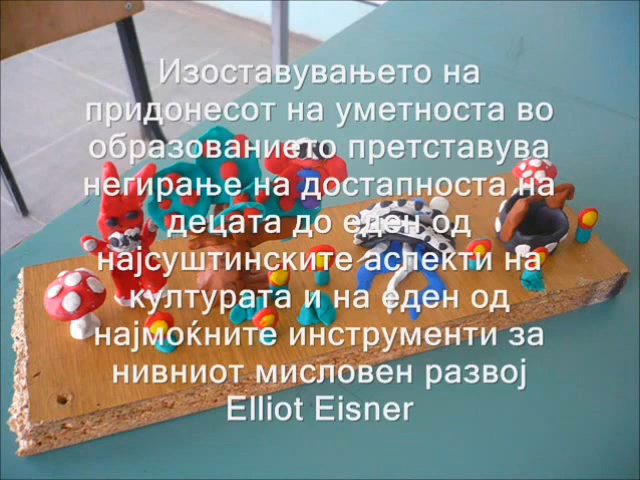 Изоставувањето на
придонесот на уметноста во
образованието претставува
негирање на достапноста на
децата до еден од
најсуштинските аспекти на
културата и на еден од
најмоќните инструменти за
нивниот мисловен развој
Elliot Eisner